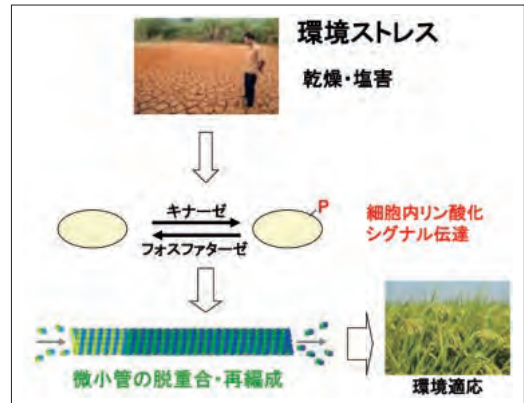 環境ストレス
乾燥・塩害
キナーゼ
P
フォスファターゼ
細胞内リン酸化
シグナル伝達
微小管の脱重合・再編成
環境適応